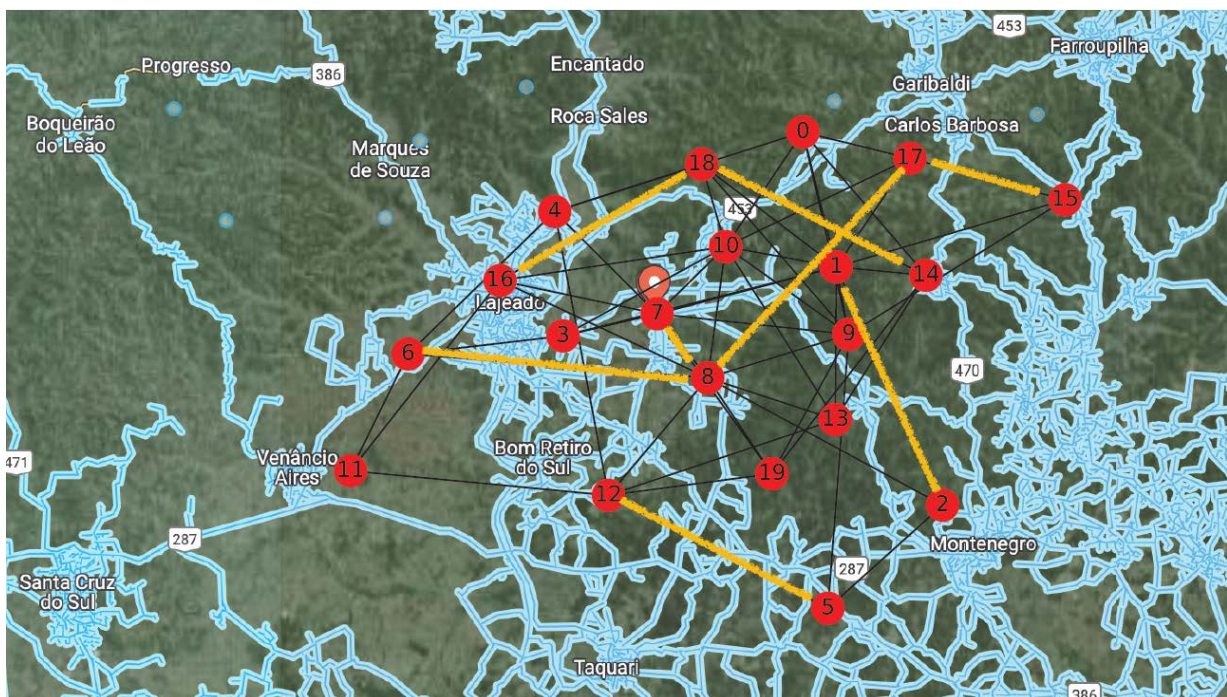 453
Farroupilha
Encantado
Progresso
386
Garibaldi
Roca Sales
Boqueirão
do Leão
Carlos Barbosa
0
Marques
de Souza
17
18
15
4
453
10
1
14
16
Lajeado
7
3
9
6
470
8
13
Bom Retiro
do Sul
Venâncio
Aires
471
11
19
12
2
287
Montenegro
287
Santa Cruz
do Sul
5
Taquari
386